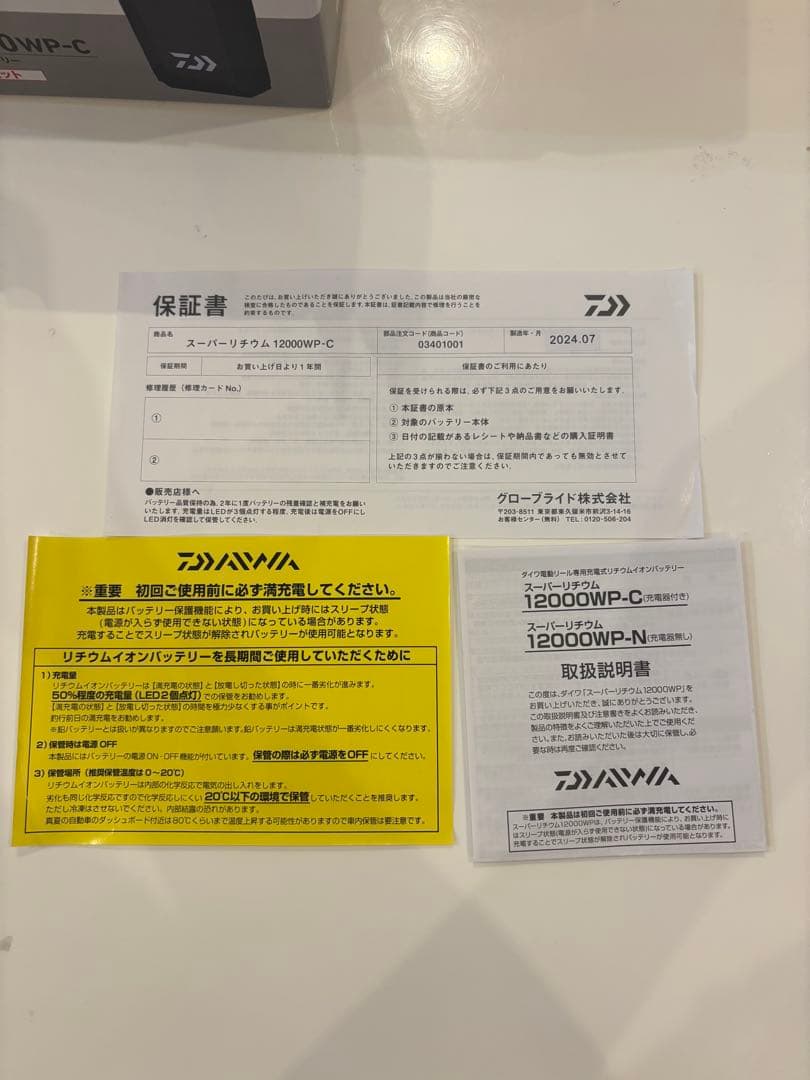 0WP-C
リー
ット
保証書
このたびは、お買い上げいただき誠にありがとうございました。この製品は当社の厳密な
検査に合格したものであることを保証します。本証書は、証書記載内容で修理を行うことを
約束するものです。
商品名
スーパーリチウム 12000WP-C
部品注文コード(商品コード)
03401001
製造年・月
2024.07
保証期間
お買い上げ日より1年間
修理履歴(修理カードNo.)
①
②
保証書のご利用にあたり
保証を受けられる際は、必ず下記3点のご用意をお願いいたします。
① 本証書の原本
② 対象のバッテリー本体
③ 日付の記載があるレシートや納品書などの購入証明書
上記の3点が揃わない場合は、保証期間内であっても無効とさせて
いただきますのでご注意ください。
●販売店様へ
バッテリー品質保持の為、2年に1度バッテリーの残量確認と補充電をお願い
いたします。充電量はLEDが3個点灯する程度、充電後は電源をOFFにし
LED消灯を確認して保管してください。
グローブライド株式会社
〒203-8511 東京都東久留米市前沢3-14-16
お客様センター(無料) TEL:0120-506-204
DAIWA
※重要 初回ご使用前に必ず満充電してください。
本製品はバッテリー保護機能により、お買い上げ時にはスリープ状態
(電源が入らず使用できない状態)になっている場合があります。
充電することでスリープ状態が解除されバッテリーが使用可能となります。
リチウムイオンバッテリーを長期間ご使用していただくために
1)充電量
リチウムイオンバッテリーは【満充電の状態】と【放電し切った状態】の時に一番劣化が進みます。
50%程度の充電量(LED2個点灯)での保管をお勧めします。
【満充電の状態】と【放電し切った状態】の時間を極力少なくする事がポイントです。
釣行前日の満充電をお勧めします。
※鉛バッテリーとは扱いが異なりますのでご注意願います。鉛バッテリーは満充電状態が一番劣化しにくくなります。
2)保管時は電源OFF
本製品にはバッテリーの電源ON・OFF機能が付いています。保管の際は必ず電源をOFFにしてください。
3)保管場所(推奨保管温度は0~20℃)
リチウムイオンバッテリーは内部の化学反応で電気の出し入れをします。
劣化も同じ化学反応ですので化学反応しにくい20℃以下の環境で保管していただくことを推奨します。
ただし冷凍はさせないでください。内部結露の恐れがあります。
真夏の自動車のダッシュボード付近は80℃くらいまで温度上昇する可能性がありますので車内保管は要注意です。
ダイワ電動リール専用充電式リチウムイオンバッテリー
スーパーリチウム
12000WP-C(充電器付き)
スーパーリチウム
12000WP-N(充電器無し)
取扱説明書
この度は、ダイワ「スーパーリチウム12000WP」を
お買い上げいただき、誠にありがとうございます。
この取扱説明書及び注意書きをよくお読みいただき、
製品の特徴をよくご理解いただいた上でご使用くださ
い。また、お読みいただいた後は大切に保管し、必
要な時は再度ご確認ください。
DAIWA
※重要 本製品は初回ご使用前に必ず満充電してください。
スーパーリチウム12000WPは、バッテリー保護機能により、お買い上げ時に
はスリープ状態(電源が入らず使用できない状態)になっている場合があります。
充電することでスリープ状態が解除されバッテリーが使用可能となります。